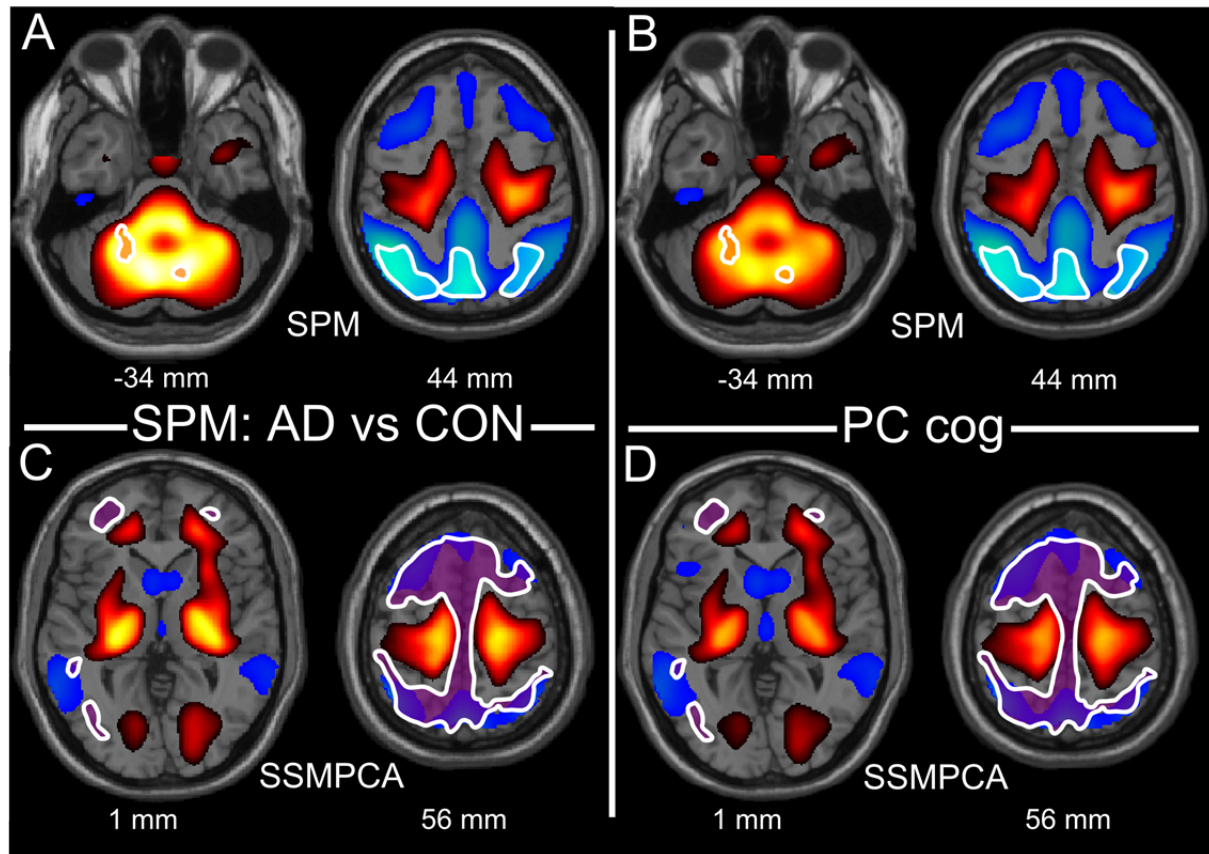 A
B
SPM
SPM
-34 mm
44 mm
-34 mm
44 mm
SPM: AD vs CON
PC cog
C
D
SSMPCA
SSMPCA
1 mm
56 mm
1 mm
56 mm